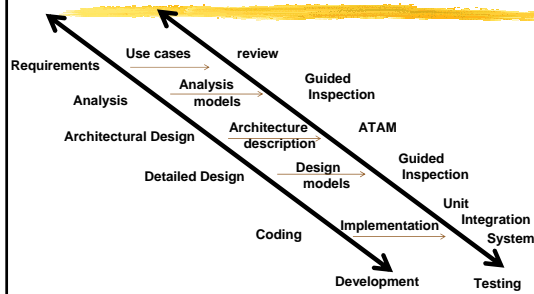 Use cases
review
Requirements
Analysis
models
Guided
Inspection
Analysis
Architectural Design
Architecture
description
ATAM
Detailed Design
Design
models
Guided
Inspection
Unit
Integration
System
Coding
Implementation
Development
Testing